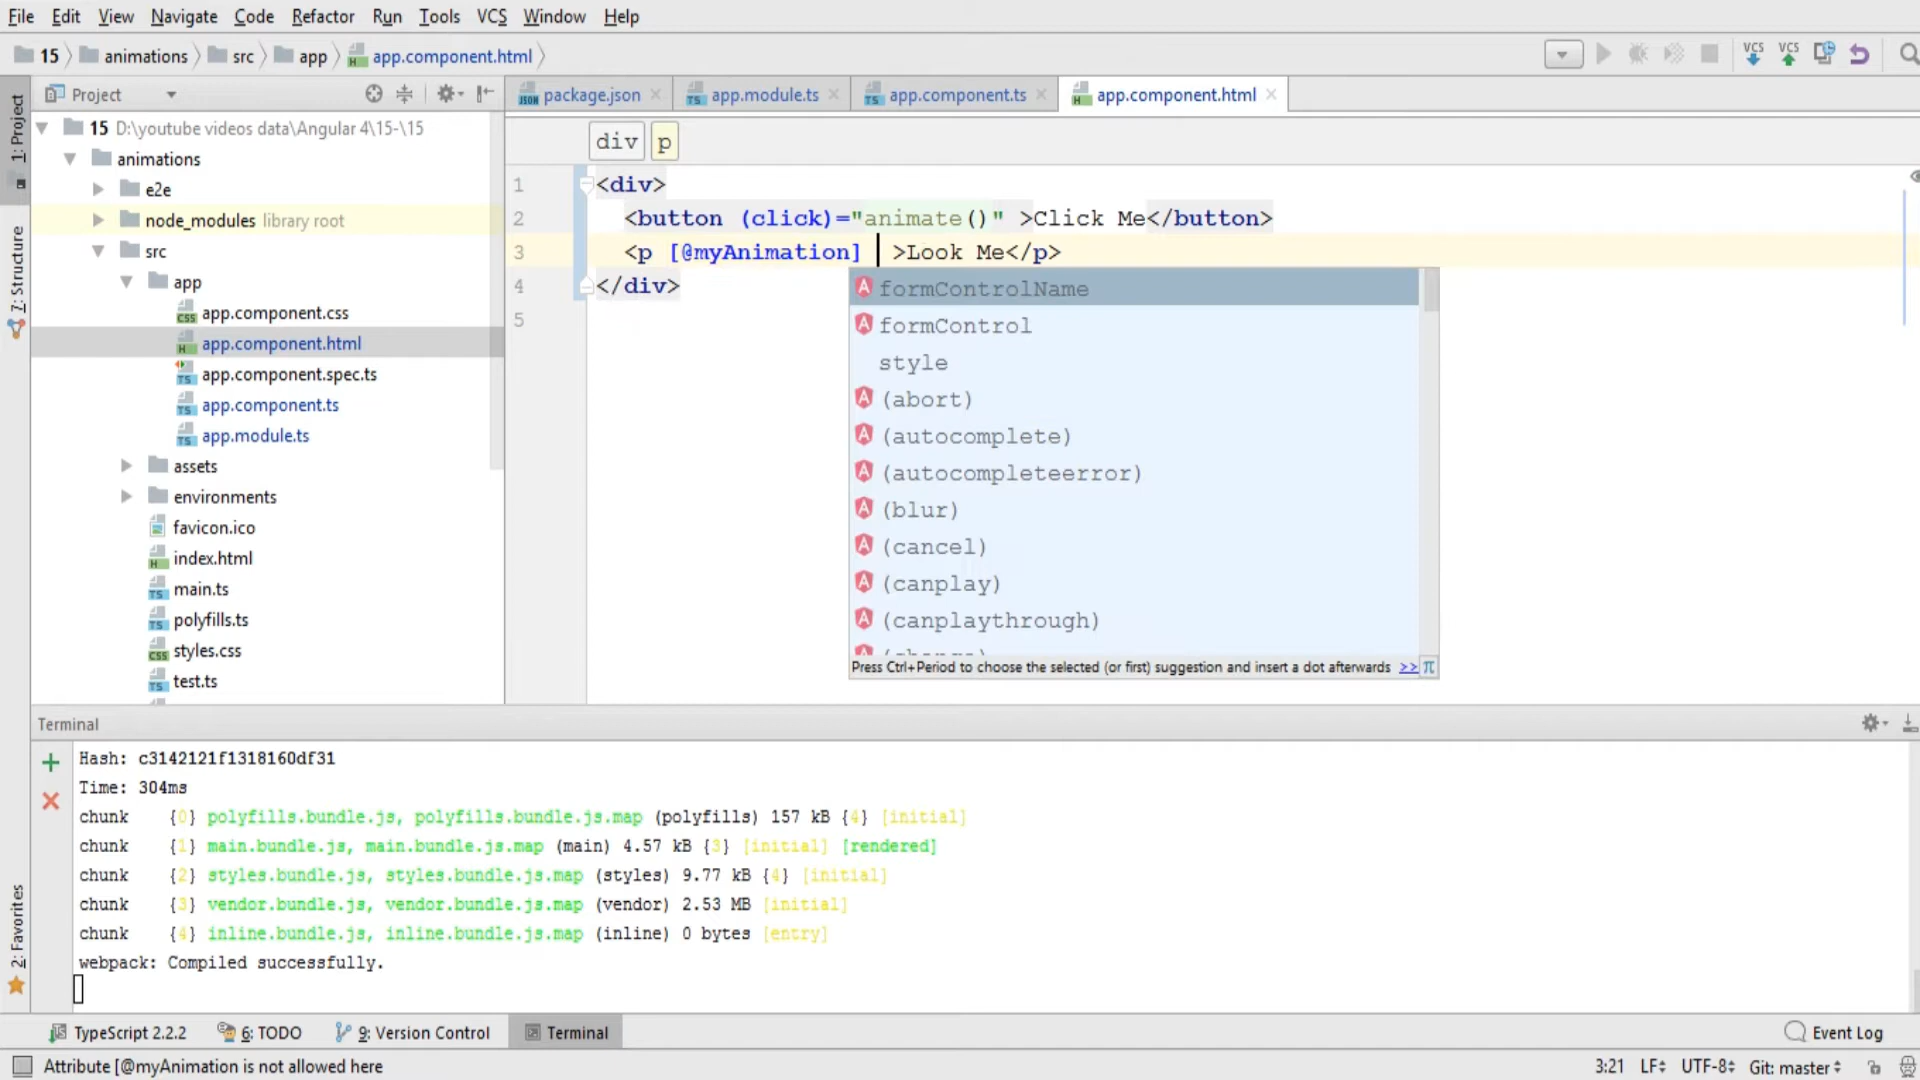 File Edit View Navigate Code Refactor Run Tools VCS Window Help
15 animations src app app.component.html
VCS VCS
1: Project
7: Structure
2: Favorites
Project
package.json app.module.ts app.component.ts app.component.html
15 D:\youtube videos data\Angular 4\15-\15
animations
e2e
node_modules library root
src
app
app.component.css
app.component.html
app.component.spec.ts
app.component.ts
app.module.ts
assets
environments
favicon.ico
index.html
main.ts
polyfills.ts
styles.css
test.ts
div p
1 <div>
2 <button (click)="animate()" >Click Me</button>
3 <p [@myAnimation] >Look Me</p>
4 </div>
5
formControlName
formControl
style
(abort)
(autocomplete)
(autocompleteerror)
(blur)
(cancel)
(canplay)
(canplaythrough)
Press Ctrl+Period to choose the selected (or first) suggestion and insert a dot afterwards >> π
Terminal
Hash: c3142121f1318160df31
Time: 304ms
chunk {0} polyfills.bundle.js, polyfills.bundle.js.map (polyfills) 157 kB {4} [initial]
chunk {1} main.bundle.js, main.bundle.js.map (main) 4.57 kB {3} [initial] [rendered]
chunk {2} styles.bundle.js, styles.bundle.js.map (styles) 9.77 kB {4} [initial]
chunk {3} vendor.bundle.js, vendor.bundle.js.map (vendor) 2.53 MB [initial]
chunk {4} inline.bundle.js, inline.bundle.js.map (inline) 0 bytes [entry]
webpack: Compiled successfully.
TypeScript 2.2.2 6: TODO 9: Version Control Terminal Event Log
Attribute [@myAnimation is not allowed here 3:21 LF UTF-8 Git: master